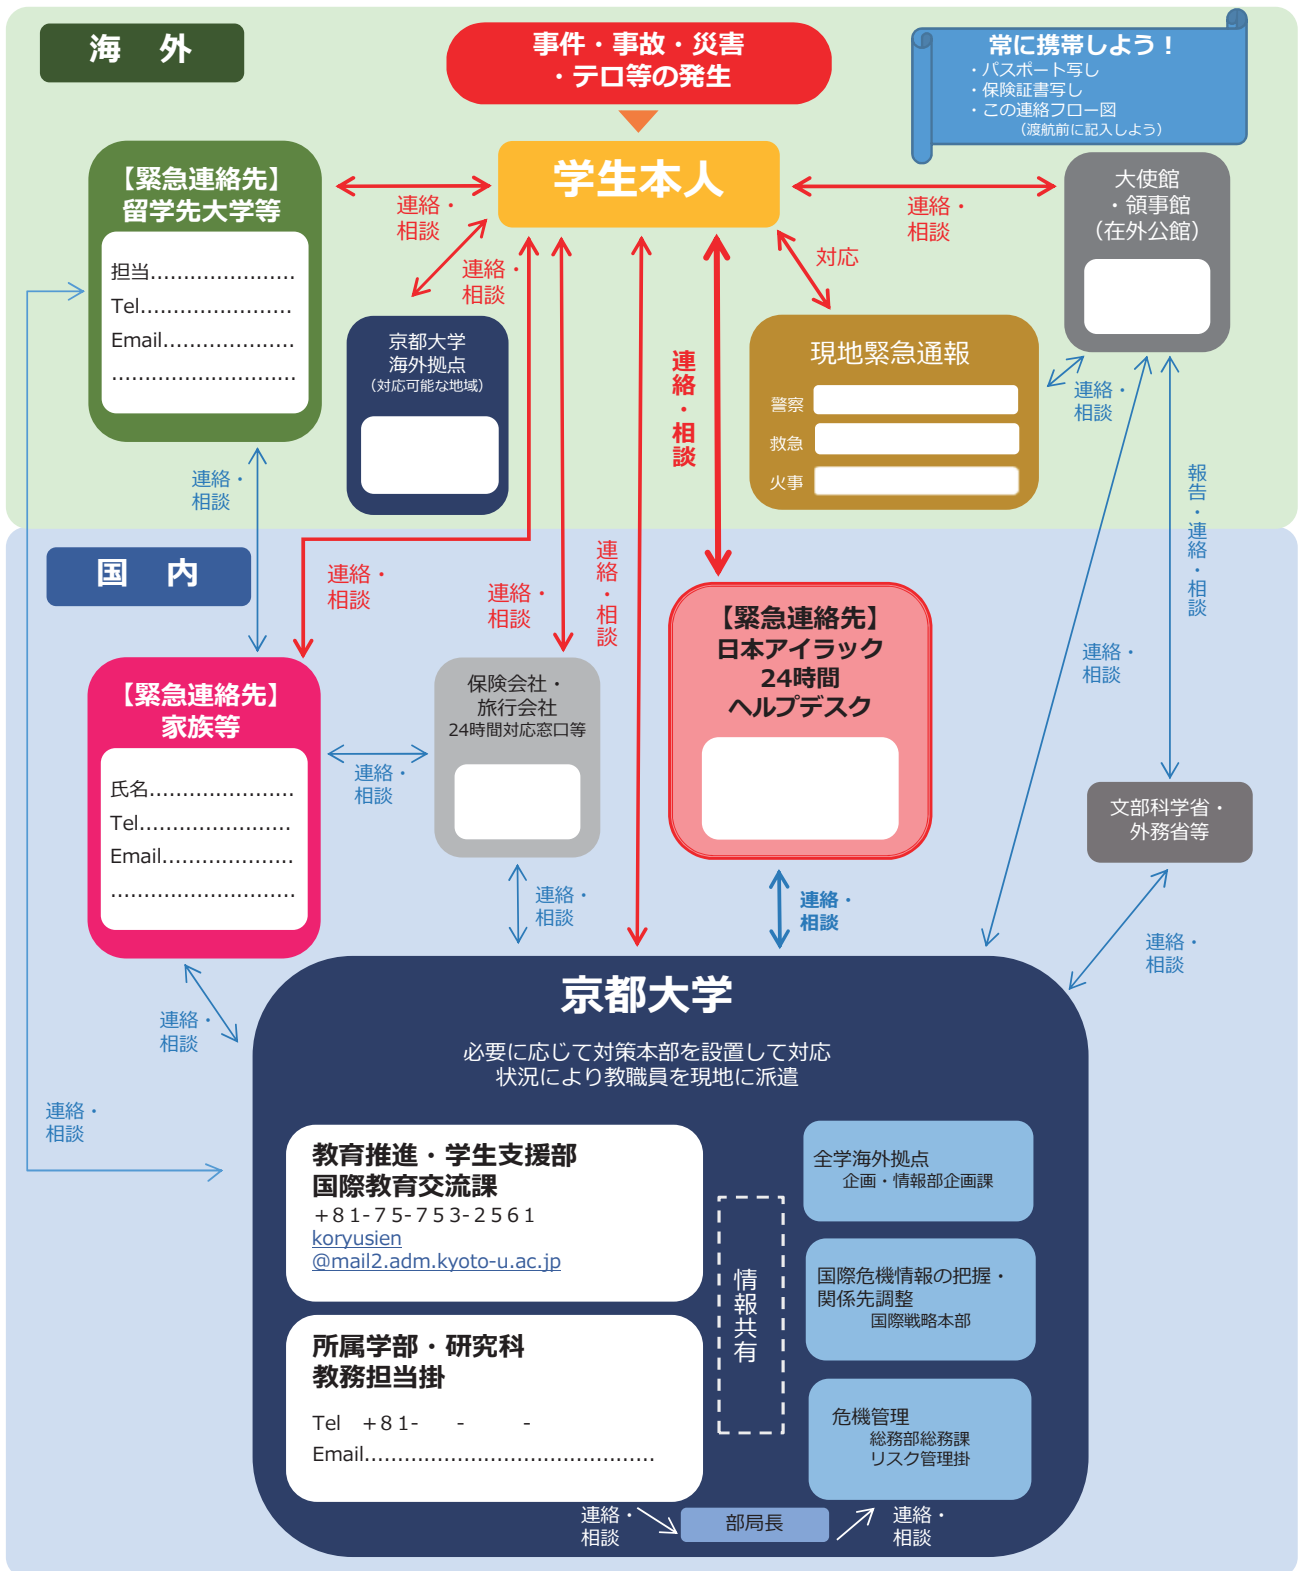 海 外
事件・事故・災害
・テロ等の発生
常に携帯しよう！
・パスポート写し
・保険証書写し
・この連絡フロー図
（渡航前に記入しよう）
【緊急連絡先】
留学先大学等
担当......................
Tel.......................
Email....................
............................
学生本人
大使館
・領事館
（在外公館）
連絡・
相談
連絡・
相談
連絡・
相談
対応
京都大学
海外拠点
（対応可能な地域）
連絡・相談
現地緊急通報
警察
救急
火事
連絡・
相談
連絡・
相談
報告・連絡・相談
国 内
連絡・
相談
連絡・
相談
連絡・相談
【緊急連絡先】
日本アイラック
24時間
ヘルプデスク
連絡・
相談
【緊急連絡先】
家族等
氏名......................
Tel.......................
Email....................
............................
保険会社・
旅行会社
24時間対応窓口等
連絡・
相談
文部科学省・
外務省等
連絡・
相談
連絡・
相談
連絡・
相談
連絡・
相談
連絡・
相談
京都大学
必要に応じて対策本部を設置して対応
状況により教職員を現地に派遣
教育推進・学生支援部
国際教育交流課
+８１-７５-７５３-２５６１
koryusien
@mail2.adm.kyoto-u.ac.jp
所属学部・研究科
教務担当掛
Tel +８１- - -
Email............................................
情報共有
全学海外拠点
企画・情報部企画課
国際危機情報の把握・
関係先調整
国際戦略本部
危機管理
総務部総務課
リスク管理掛
連絡・
相談
部局長
連絡・
相談